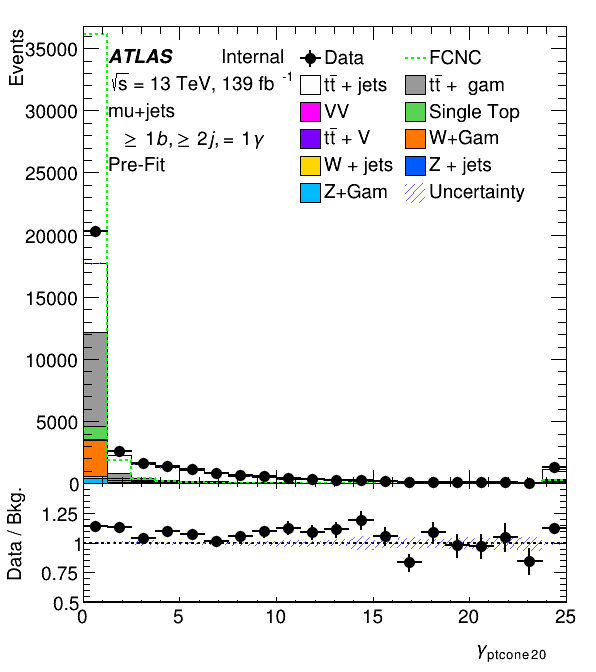 Events
35000
30000
25000
20000
15000
10000
5000
0
ATLAS Internal
√s = 13 TeV, 139 fb⁻¹
mu+jets
≥ 1b, ≥ 2j, = 1γ
Pre-Fit
Data FCNC
tt̄ + jets tt̄ + gam
VV Single Top
tt̄ + V W+Gam
W + jets Z + jets
Z+Gam Uncertainty
Data / Bkg.
1.25
1
0.75
0.5
0 5 10 15 20 25
γptcone20